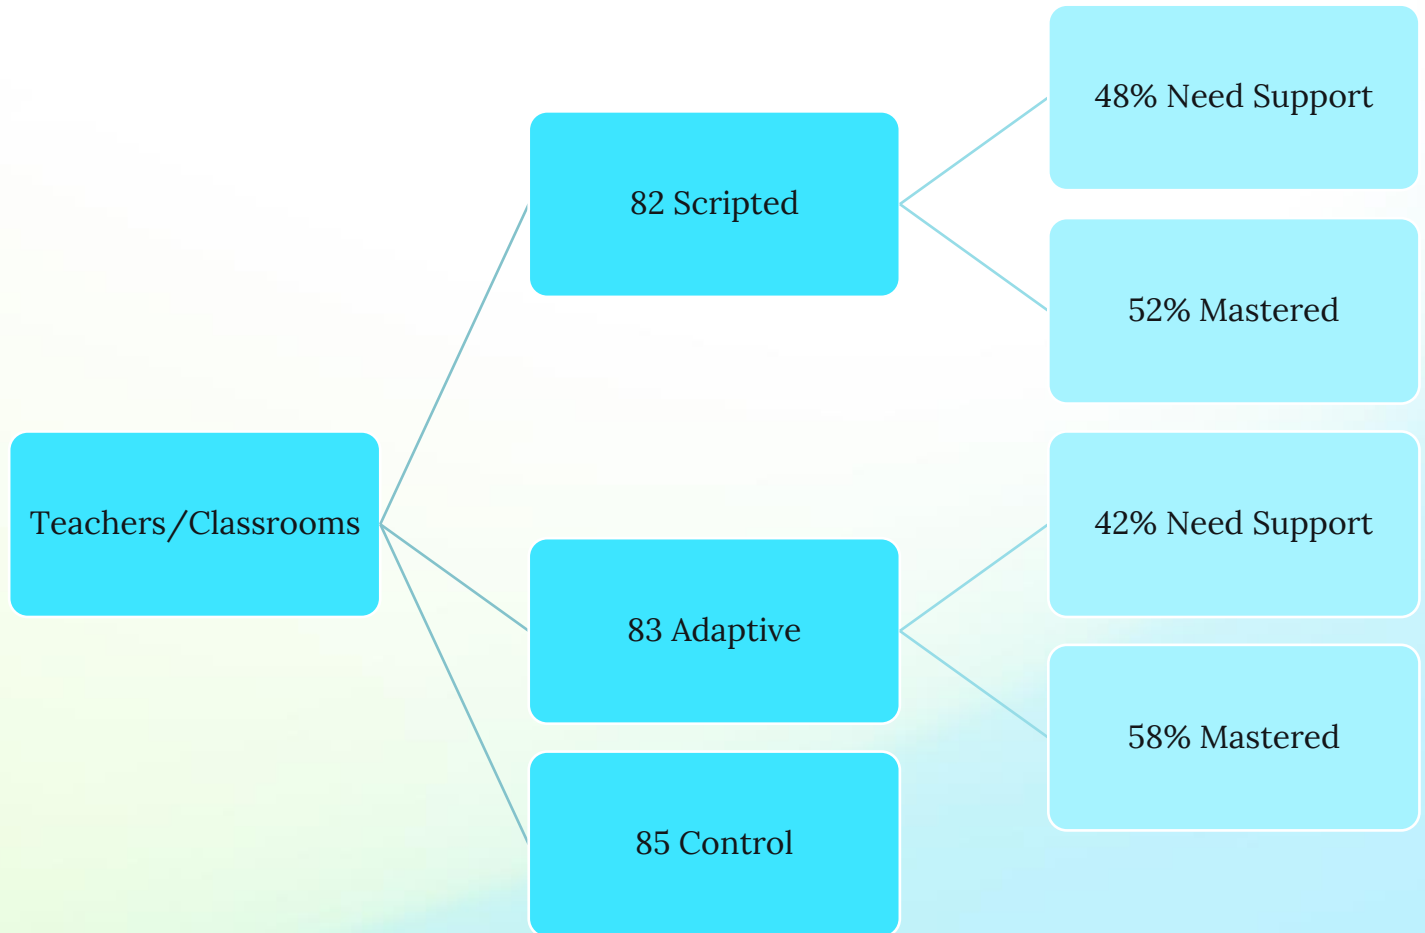 Teachers/Classrooms
82 Scripted
48% Need Support
52% Mastered
83 Adaptive
42% Need Support
58% Mastered
85 Control